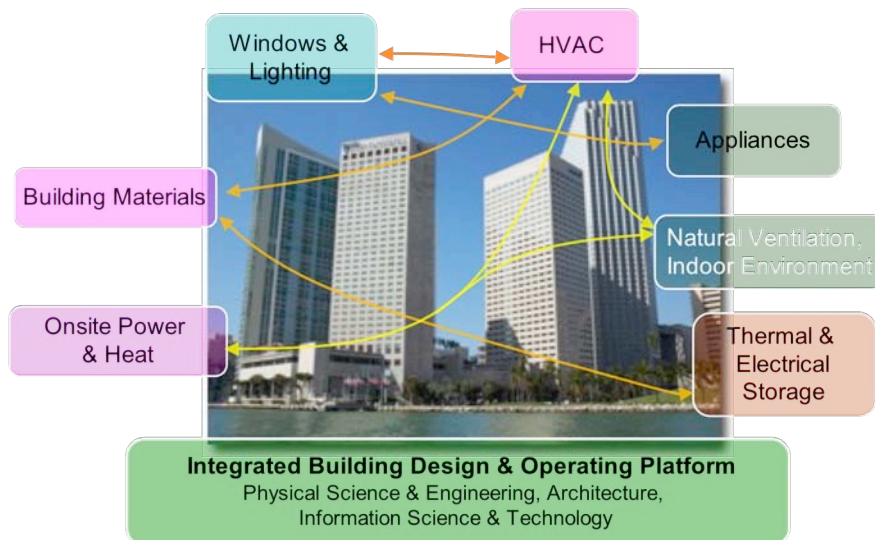 Windows &
Lighting
HVAC
Appliances
Building Materials
Natural Ventilation,
Indoor Environment
Onsite Power
& Heat
Thermal &
Electrical
Storage
Integrated Building Design & Operating Platform
Physical Science & Engineering, Architecture,
Information Science & Technology